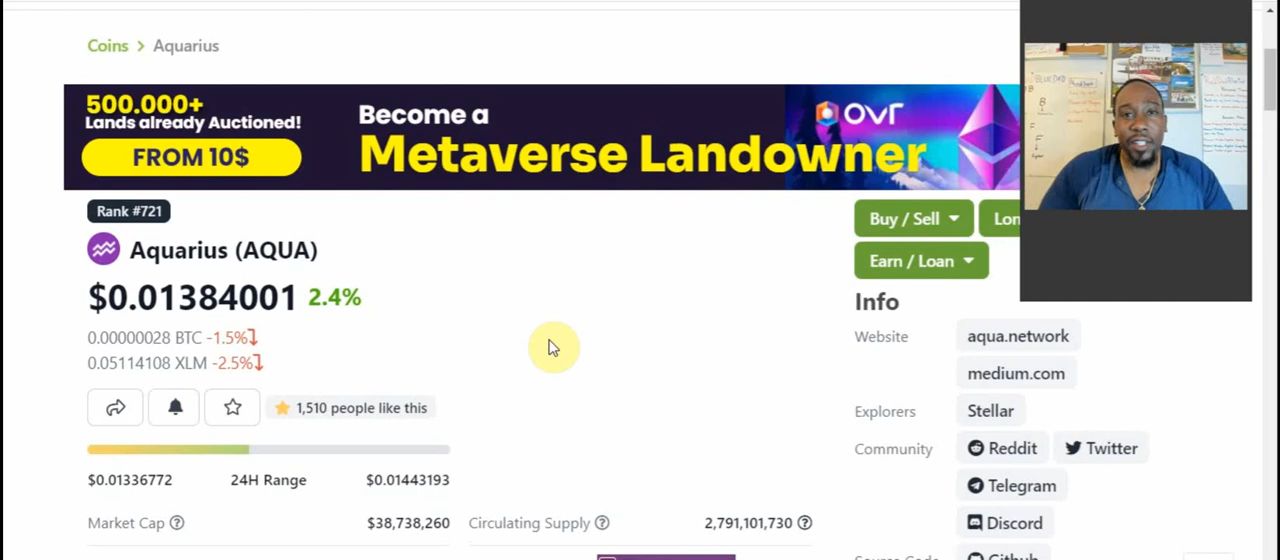 Coins > Aquarius
500.000+
Lands already Auctioned!
FROM 10$
Become a
Metaverse Landowner
ovr
Rank #721
Aquarius (AQUA)
$0.01384001 2.4%
0.00000028 BTC -1.5%
0.05114108 XLM -2.5%
1,510 people like this
$0.01336772 24H Range $0.01443193
Market Cap $38,738,260
Circulating Supply 2,791,101,730
Buy / Sell
Lon
Earn / Loan
Info
Website aqua.network
medium.com
Explorers Stellar
Community Reddit Twitter
Telegram
Discord